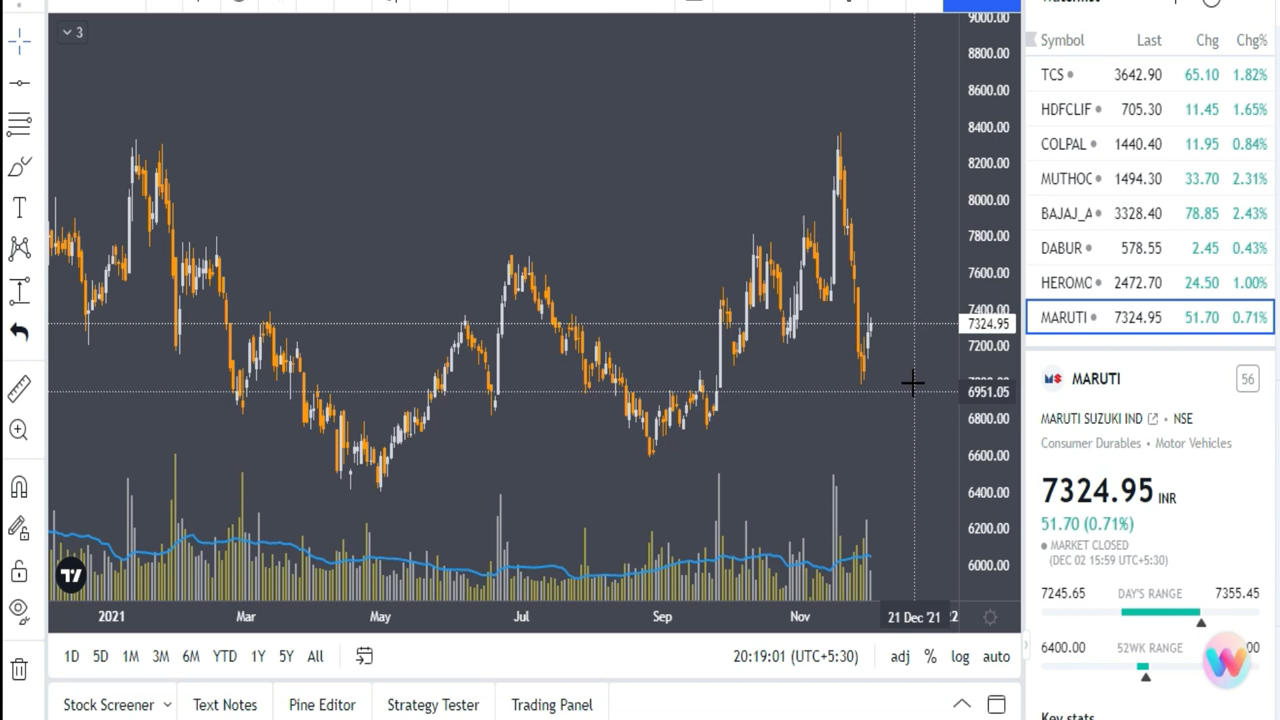 3
9000.00
8800.00
8600.00
8400.00
8200.00
8000.00
7800.00
7600.00
7400.00
7324.95
7200.00
6951.05
6800.00
6600.00
6400.00
6200.00
6000.00
2021 Mar May Jul Sep Nov 21 Dec '21 2
1D 5D 1M 3M 6M YTD 1Y 5Y All 20:19:01 (UTC+5:30) adj % log auto
Stock Screener Text Notes Pine Editor Strategy Tester Trading Panel
Symbol Last Chg Chg%
TCS 3642.90 65.10 1.82%
HDFCLIF 705.30 11.45 1.65%
COLPAL 1440.40 11.95 0.84%
MUTHOC 1494.30 33.70 2.31%
BAJAJ_A 3328.40 78.85 2.43%
DABUR 578.55 2.45 0.43%
HEROMC 2472.70 24.50 1.00%
MARUTI 7324.95 51.70 0.71%
MARUTI 56
MARUTI SUZUKI IND • NSE
Consumer Durables • Motor Vehicles
7324.95 INR
51.70 (0.71%)
MARKET CLOSED
(DEC 02 15:59 UTC+5:30)
7245.65 DAY'S RANGE 7355.45
6400.00 52WK RANGE 00
Key stats